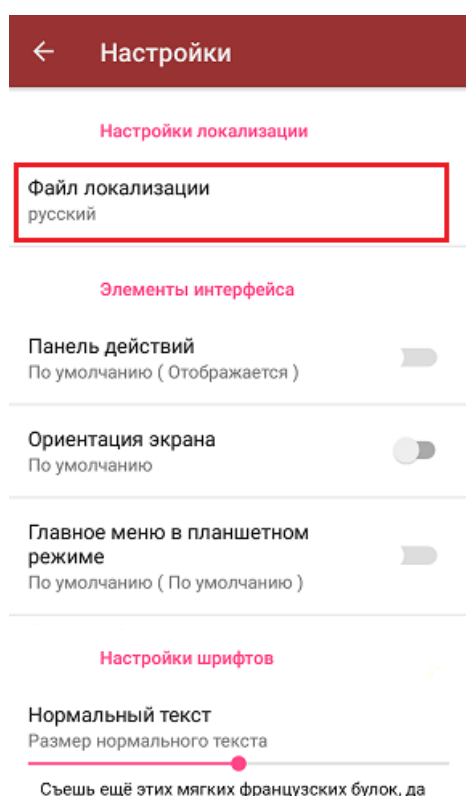 Настройки
Настройки локализации
Файл локализации
русский
Элементы интерфейса
Панель действий
По умолчанию ( Отображается )
Ориентация экрана
По умолчанию
Главное меню в планшетном
режиме
По умолчанию ( По умолчанию )
Настройки шрифтов
Нормальный текст
Размер нормального текста
Съешь ещё этих мягких французских булок, да